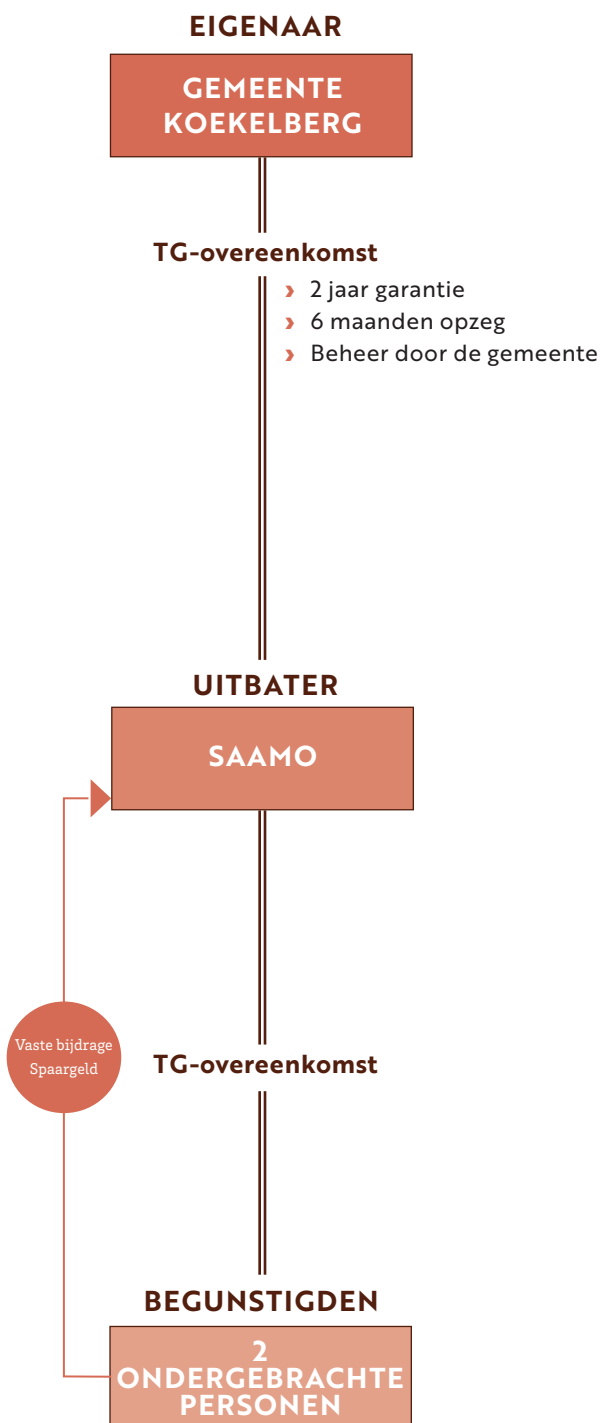 EIGENAAR
GEMEENTE
KOEKELBERG
TG-overeenkomst
› 2 jaar garantie
› 6 maanden opzeg
› Beheer door de gemeente
UITBATER
SAAMO
Vaste bijdrage
Spaargeld
TG-overeenkomst
BEGUNSTIGDEN
2
ONDERGEBRACHTE
PERSONEN